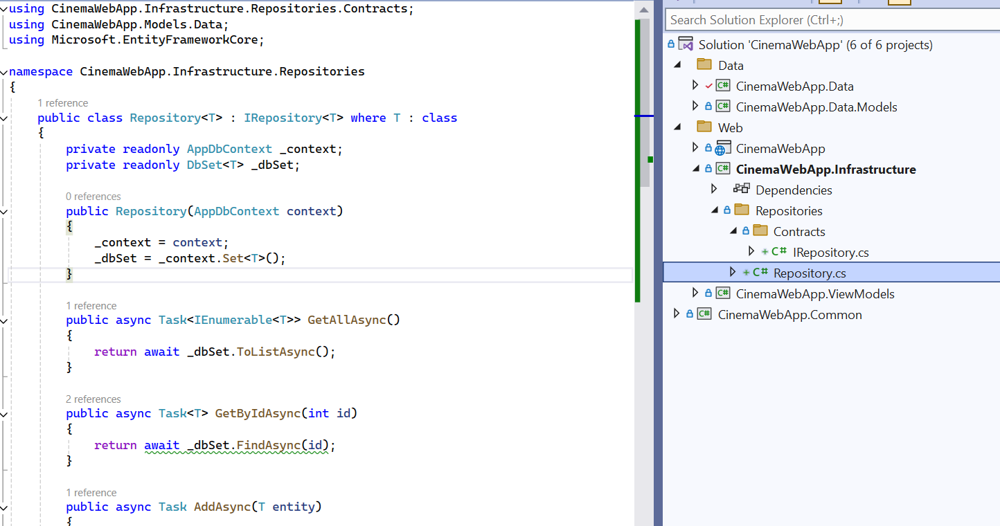 using CinemaWebApp.Infrastructure.Repositories.Contracts;
using CinemaWebApp.Models.Data;
using Microsoft.EntityFrameworkCore;
namespace CinemaWebApp.Infrastructure.Repositories
{
1 reference
public class Repository<T> : IRepository<T> where T : class
{
private readonly AppDbContext _context;
private readonly DbSet<T> _dbSet;
0 references
public Repository(AppDbContext context)
{
_context = context;
_dbSet = _context.Set<T>();
}
1 reference
public async Task<IEnumerable<T>> GetAllAsync()
{
return await _dbSet.ToListAsync();
}
2 references
public async Task<T> GetByIdAsync(int id)
{
return await _dbSet.FindAsync(id);
}
1 reference
public async Task AddAsync(T entity)
{
Search Solution Explorer (Ctrl+;)
Solution 'CinemaWebApp' (6 of 6 projects)
Data
C# CinemaWebApp.Data
C# CinemaWebApp.Data.Models
Web
CinemaWebApp
C# CinemaWebApp.Infrastructure
Dependencies
Repositories
Contracts
+ C# IRepository.cs
+ C# Repository.cs
C# CinemaWebApp.ViewModels
C# CinemaWebApp.Common